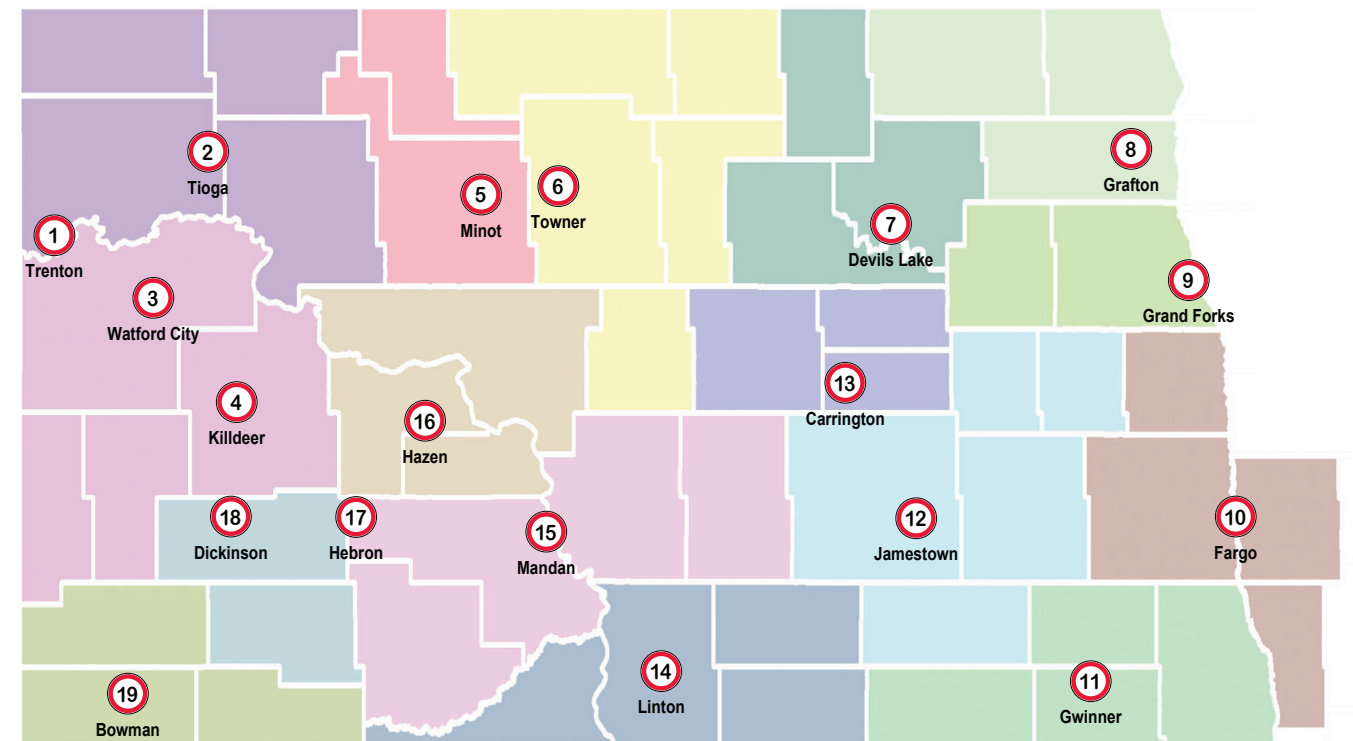 1
Trenton
2
Tioga
3
Watford City
4
Killdeer
5
Minot
6
Towner
7
Devils Lake
8
Grafton
9
Grand Forks
10
Fargo
11
Gwinner
12
Jamestown
13
Carrington
14
Linton
15
Mandan
16
Hazen
17
Hebron
18
Dickinson
19
Bowman